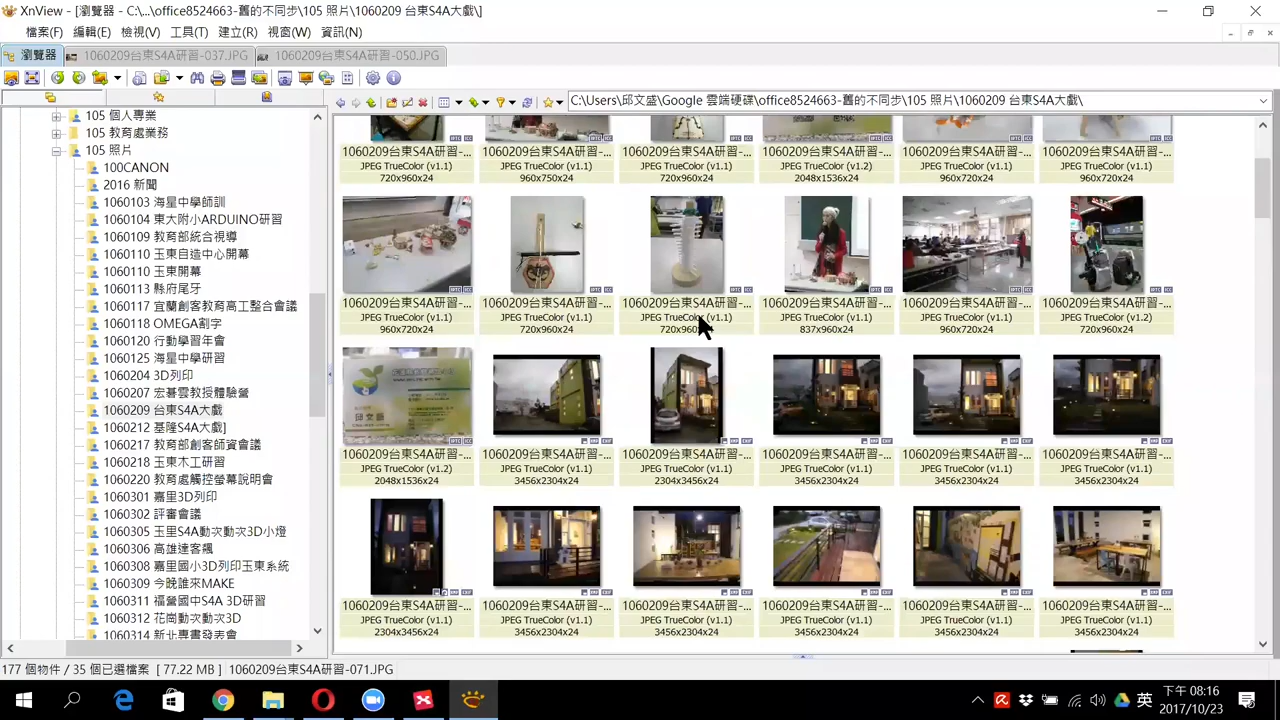 XnView - [瀏覽器 - C:\...\office8524663-舊的不同步\105 照片\1060209 台東S4A大戲\]
檔案(F) 編輯(E) 檢視(V) 工具(T) 建立(R) 視窗(W) 資訊(N)
瀏覽器 1060209台東S4A研習-037.JPG 1060209台東S4A研習-050.JPG
C:\Users\邱文盛\Google 雲端硬碟\office8524663-舊的不同步\105 照片\1060209 台東S4A大戲\
105 個人專業
105 教育處業務
105 照片
100CANON
2016 新聞
1060103 海星中學師訓
1060104 東大附小ARDUINO研習
1060109 教育部統合視導
1060110 玉東自造中心開幕
1060110 玉東開幕
1060113 縣府尾牙
1060117 宜蘭創客教育高工整合會議
1060118 OMEGA割字
1060120 行動學習年會
1060125 海星中學研習
1060204 3D列印
1060207 宏碁雲教授體驗營
1060209 台東S4A大戲
1060212 基隆S4A大戲]
1060217 教育部創客師資會議
1060218 玉東木工研習
1060220 教育處觸控螢幕說明會
1060301 嘉里3D列印
1060302 評審會議
1060305 玉里S4A動次動次3D小燈
1060306 高雄達客飆
1060308 嘉里國小3D列印玉東系統
1060309 今晚誰來MAKE
1060311 福營國中S4A 3D研習
1060312 花崗動次動次3D
1060314 新北專書發表會
1060209台東S4A研習-... 1060209台東S4A研習-... 1060209台東S4A研習-... 1060209台東S4A研習-... 1060209台東S4A研習-... 1060209台東S4A研習-...
JPEG TrueColor (v1.1) JPEG TrueColor (v1.1) JPEG TrueColor (v1.1) JPEG TrueColor (v1.2) JPEG TrueColor (v1.1) JPEG TrueColor (v1.1)
720x960x24 960x750x24 720x960x24 2048x1536x24 960x720x24 960x720x24
1060209台東S4A研習-... 1060209台東S4A研習-... 1060209台東S4A研習-... 1060209台東S4A研習-... 1060209台東S4A研習-... 1060209台東S4A研習-...
JPEG TrueColor (v1.1) JPEG TrueColor (v1.1) JPEG TrueColor (v1.1) JPEG TrueColor (v1.1) JPEG TrueColor (v1.1) JPEG TrueColor (v1.2)
960x720x24 720x960x24 720x960x24 837x960x24 960x720x24 720x960x24
1060209台東S4A研習-... 1060209台東S4A研習-... 1060209台東S4A研習-... 1060209台東S4A研習-... 1060209台東S4A研習-... 1060209台東S4A研習-...
JPEG TrueColor (v1.2) JPEG TrueColor (v1.1) JPEG TrueColor (v1.1) JPEG TrueColor (v1.1) JPEG TrueColor (v1.1) JPEG TrueColor (v1.1)
2048x1536x24 3456x2304x24 2304x3456x24 3456x2304x24 3456x2304x24 3456x2304x24
1060209台東S4A研習-... 1060209台東S4A研習-... 1060209台東S4A研習-... 1060209台東S4A研習-... 1060209台東S4A研習-... 1060209台東S4A研習-...
JPEG TrueColor (v1.1) JPEG TrueColor (v1.1) JPEG TrueColor (v1.1) JPEG TrueColor (v1.1) JPEG TrueColor (v1.1) JPEG TrueColor (v1.1)
2304x3456x24 3456x2304x24 3456x2304x24 3456x2304x24 3456x2304x24 3456x2304x24
177 個物件 / 35 個已選檔案 [ 77.22 MB ] 1060209台東S4A研習-071.JPG
英 下午 08:16
2017/10/23